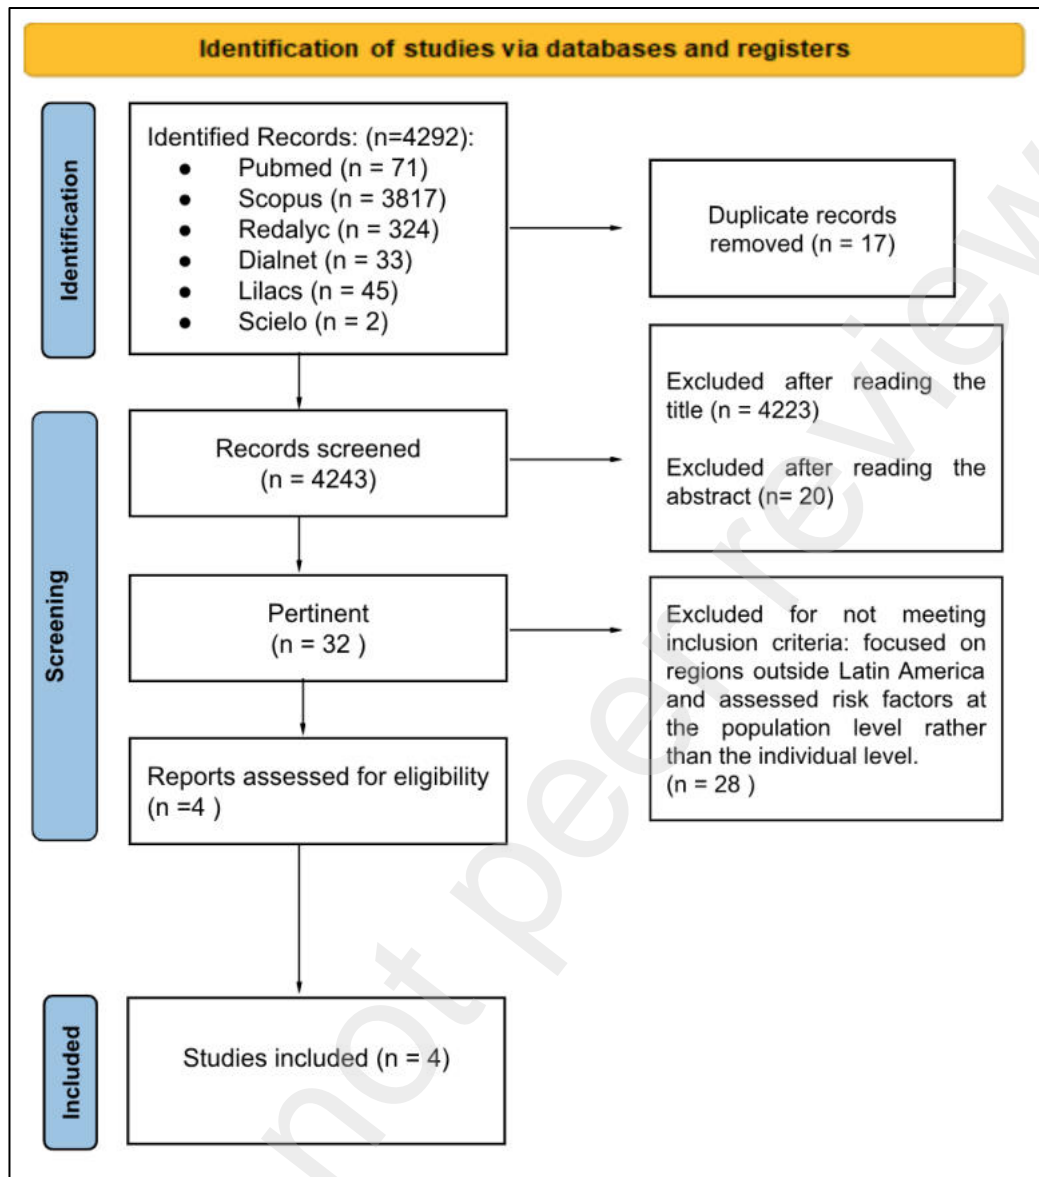 Identification of studies via databases and registers
Identification
Identified Records: (n=4292):
● Pubmed (n = 71)
● Scopus (n = 3817)
● Redalyc (n = 324)
● Dialnet (n = 33)
● Lilacs (n = 45)
● Scielo (n = 2)
Duplicate records
removed (n = 17)
Screening
Records screened
(n = 4243)
Excluded after reading the
title (n = 4223)
Excluded after reading the
abstract (n= 20)
Pertinent
(n = 32 )
Excluded for not meeting
inclusion criteria: focused on
regions outside Latin America
and assessed risk factors at
the population level rather
than the individual level.
(n = 28 )
Reports assessed for eligibility
(n =4 )
Included
Studies included (n = 4)
not peer review